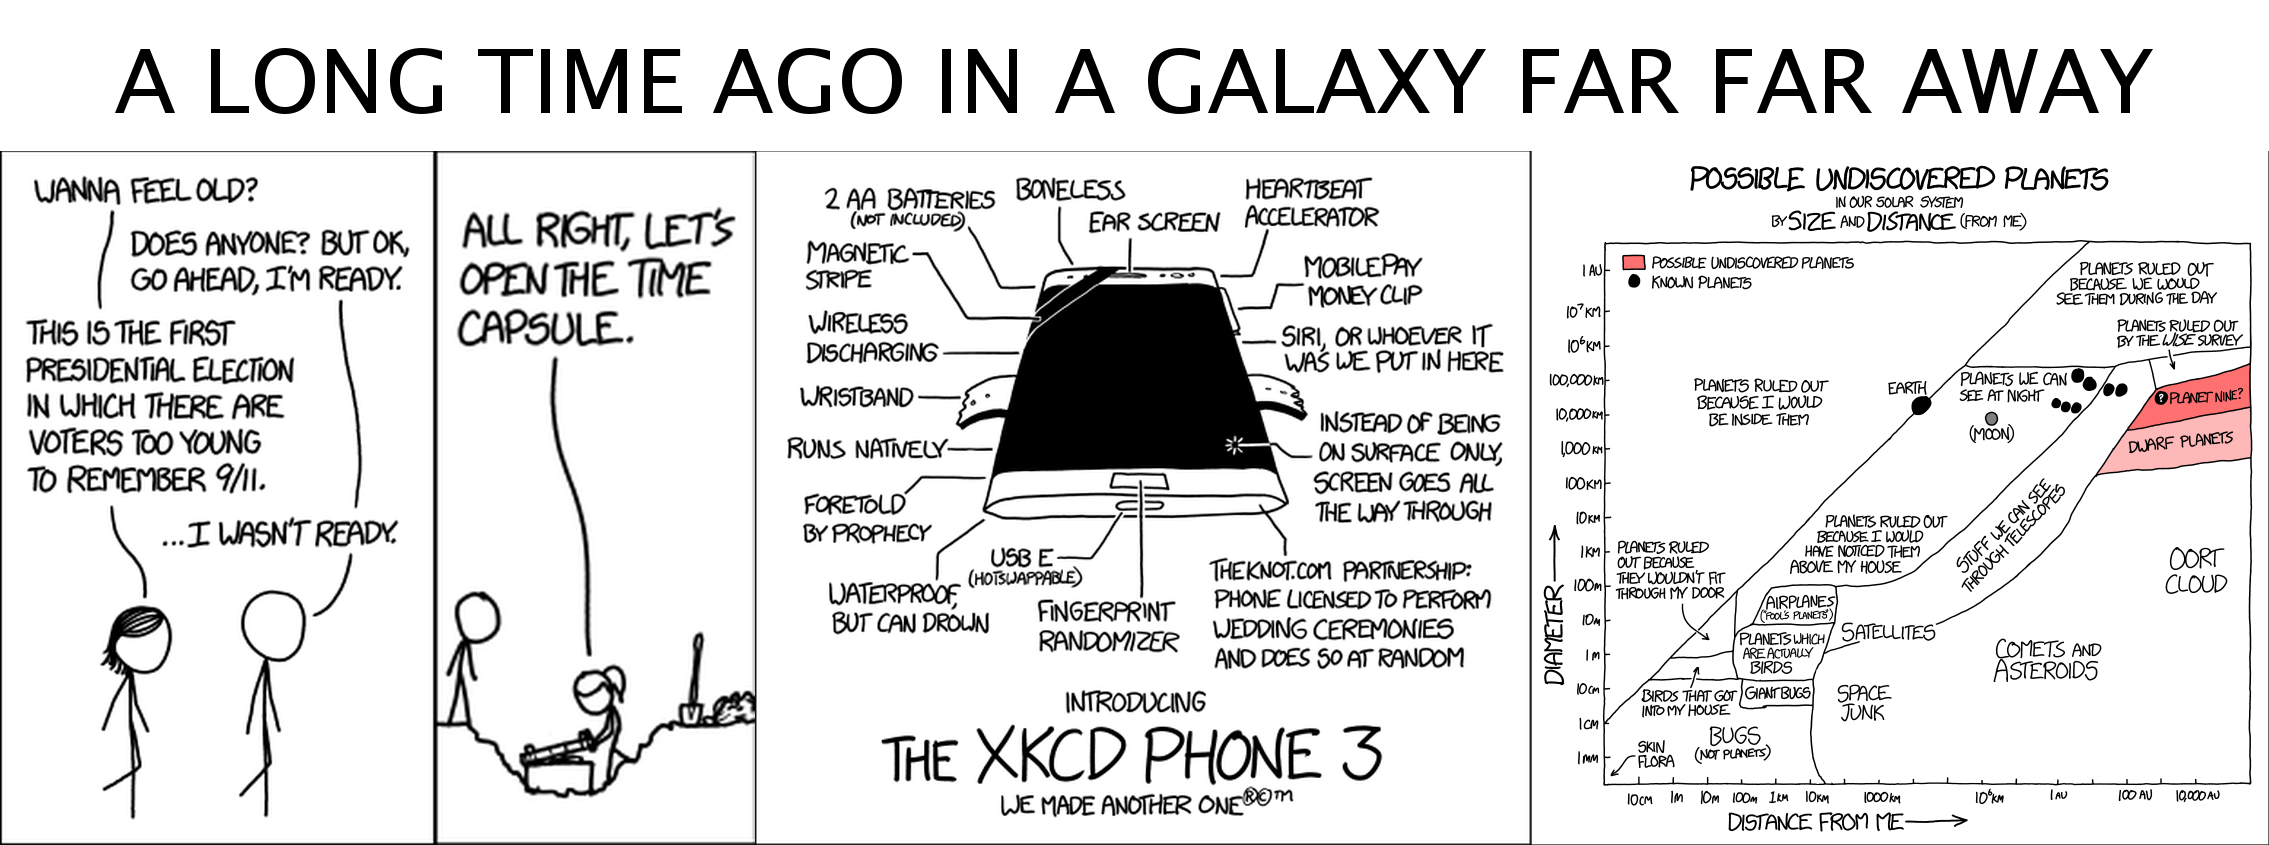 A LONG TIME AGO IN A GALAXY FAR FAR AWAY
WANNA FEEL OLD?
DOES ANYONE? BUT OK,
GO AHEAD, I'M READY.
THIS IS THE FIRST
PRESIDENTIAL ELECTION
IN WHICH THERE ARE
VOTERS TOO YOUNG
TO REMEMBER 9/11.
...I WASN'T READY.
ALL RIGHT, LET'S
OPEN THE TIME
CAPSULE.
2 AA BATTERIES
(NOT INCLUDED)
BONELESS
EAR SCREEN
HEARTBEAT
ACCELERATOR
MAGNETIC
STRIPE
MOBILEPAY
MONEY CLIP
WIRELESS
DISCHARGING
SIRI, OR WHOEVER IT
WAS WE PUT IN HERE
WRISTBAND
INSTEAD OF BEING
ON SURFACE ONLY,
SCREEN GOES ALL
THE WAY THROUGH
RUNS NATIVELY
FORETOLD
BY PROPHECY
WATERPROOF,
BUT CAN DROWN
USB E
(HOTSWAPPABLE)
FINGERPRINT
RANDOMIZER
THEKNOT.COM PARTNERSHIP:
PHONE LICENSED TO PERFORM
WEDDING CEREMONIES
AND DOES SO AT RANDOM
INTRODUCING
THE XKCD PHONE 3
WE MADE ANOTHER ONE®©™
POSSIBLE UNDISCOVERED PLANETS
IN OUR SOLAR SYSTEM
BY SIZE AND DISTANCE (FROM ME)
POSSIBLE UNDISCOVERED PLANETS
KNOWN PLANETS
PLANETS RULED OUT
BECAUSE WE WOULD
SEE THEM DURING THE DAY
PLANETS RULED OUT
BY THE WISE SURVEY
PLANETS RULED OUT
BECAUSE I WOULD
BE INSIDE THEM
EARTH
PLANETS WE CAN
SEE AT NIGHT
(MOON)
? PLANET NINE?
DWARF PLANETS
PLANETS RULED OUT
BECAUSE I WOULD
HAVE NOTICED THEM
ABOVE MY HOUSE
STUFF WE CAN SEE
THROUGH TELESCOPES
OORT
CLOUD
PLANETS RULED
OUT BECAUSE
THEY WOULDN'T FIT
THROUGH MY DOOR
AIRPLANES
("FOOL'S PLANETS")
PLANETS WHICH
ARE ACTUALLY
BIRDS
SATELLITES
COMETS AND
ASTEROIDS
BIRDS THAT GOT
INTO MY HOUSE
GIANT BUGS
SPACE
JUNK
BUGS
(NOT PLANETS)
SKIN
FLORA
DIAMETER
1 AU
10⁷ KM
10⁶ KM
100,000 KM
10,000 KM
1,000 KM
100 KM
10 KM
1 KM
100 M
10 M
1 M
10 CM
1 CM
1 MM
10 CM 1 M 10 M 100 M 1 KM 10 KM 1000 KM 10⁶ KM 1 AU 100 AU 10,000 AU
DISTANCE FROM ME